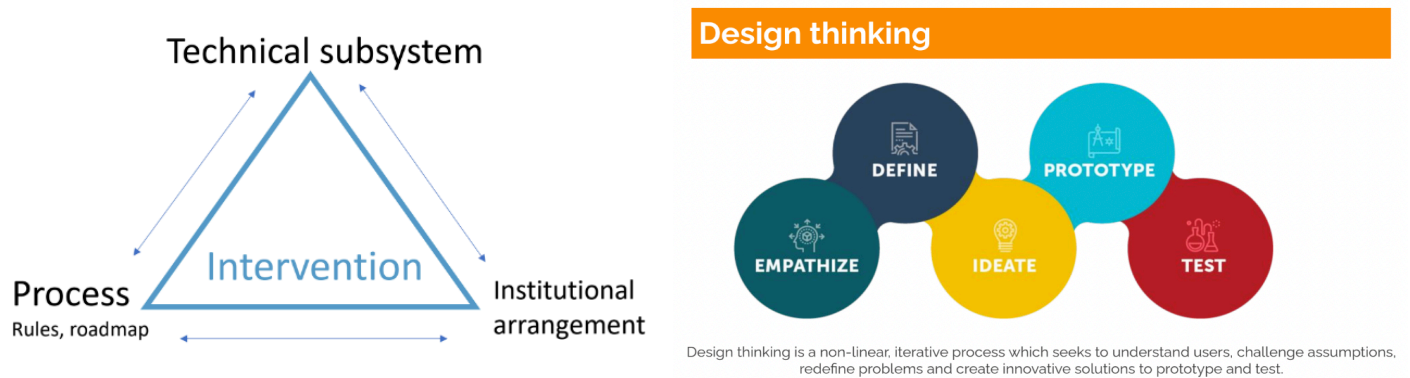 Technical subsystem
Intervention
Process
Rules, roadmap
Institutional
arrangement
Design thinking
EMPATHIZE
DEFINE
IDEATE
PROTOTYPE
TEST
Design thinking is a non-linear, iterative process which seeks to understand users, challenge assumptions,
redefine problems and create innovative solutions to prototype and test.